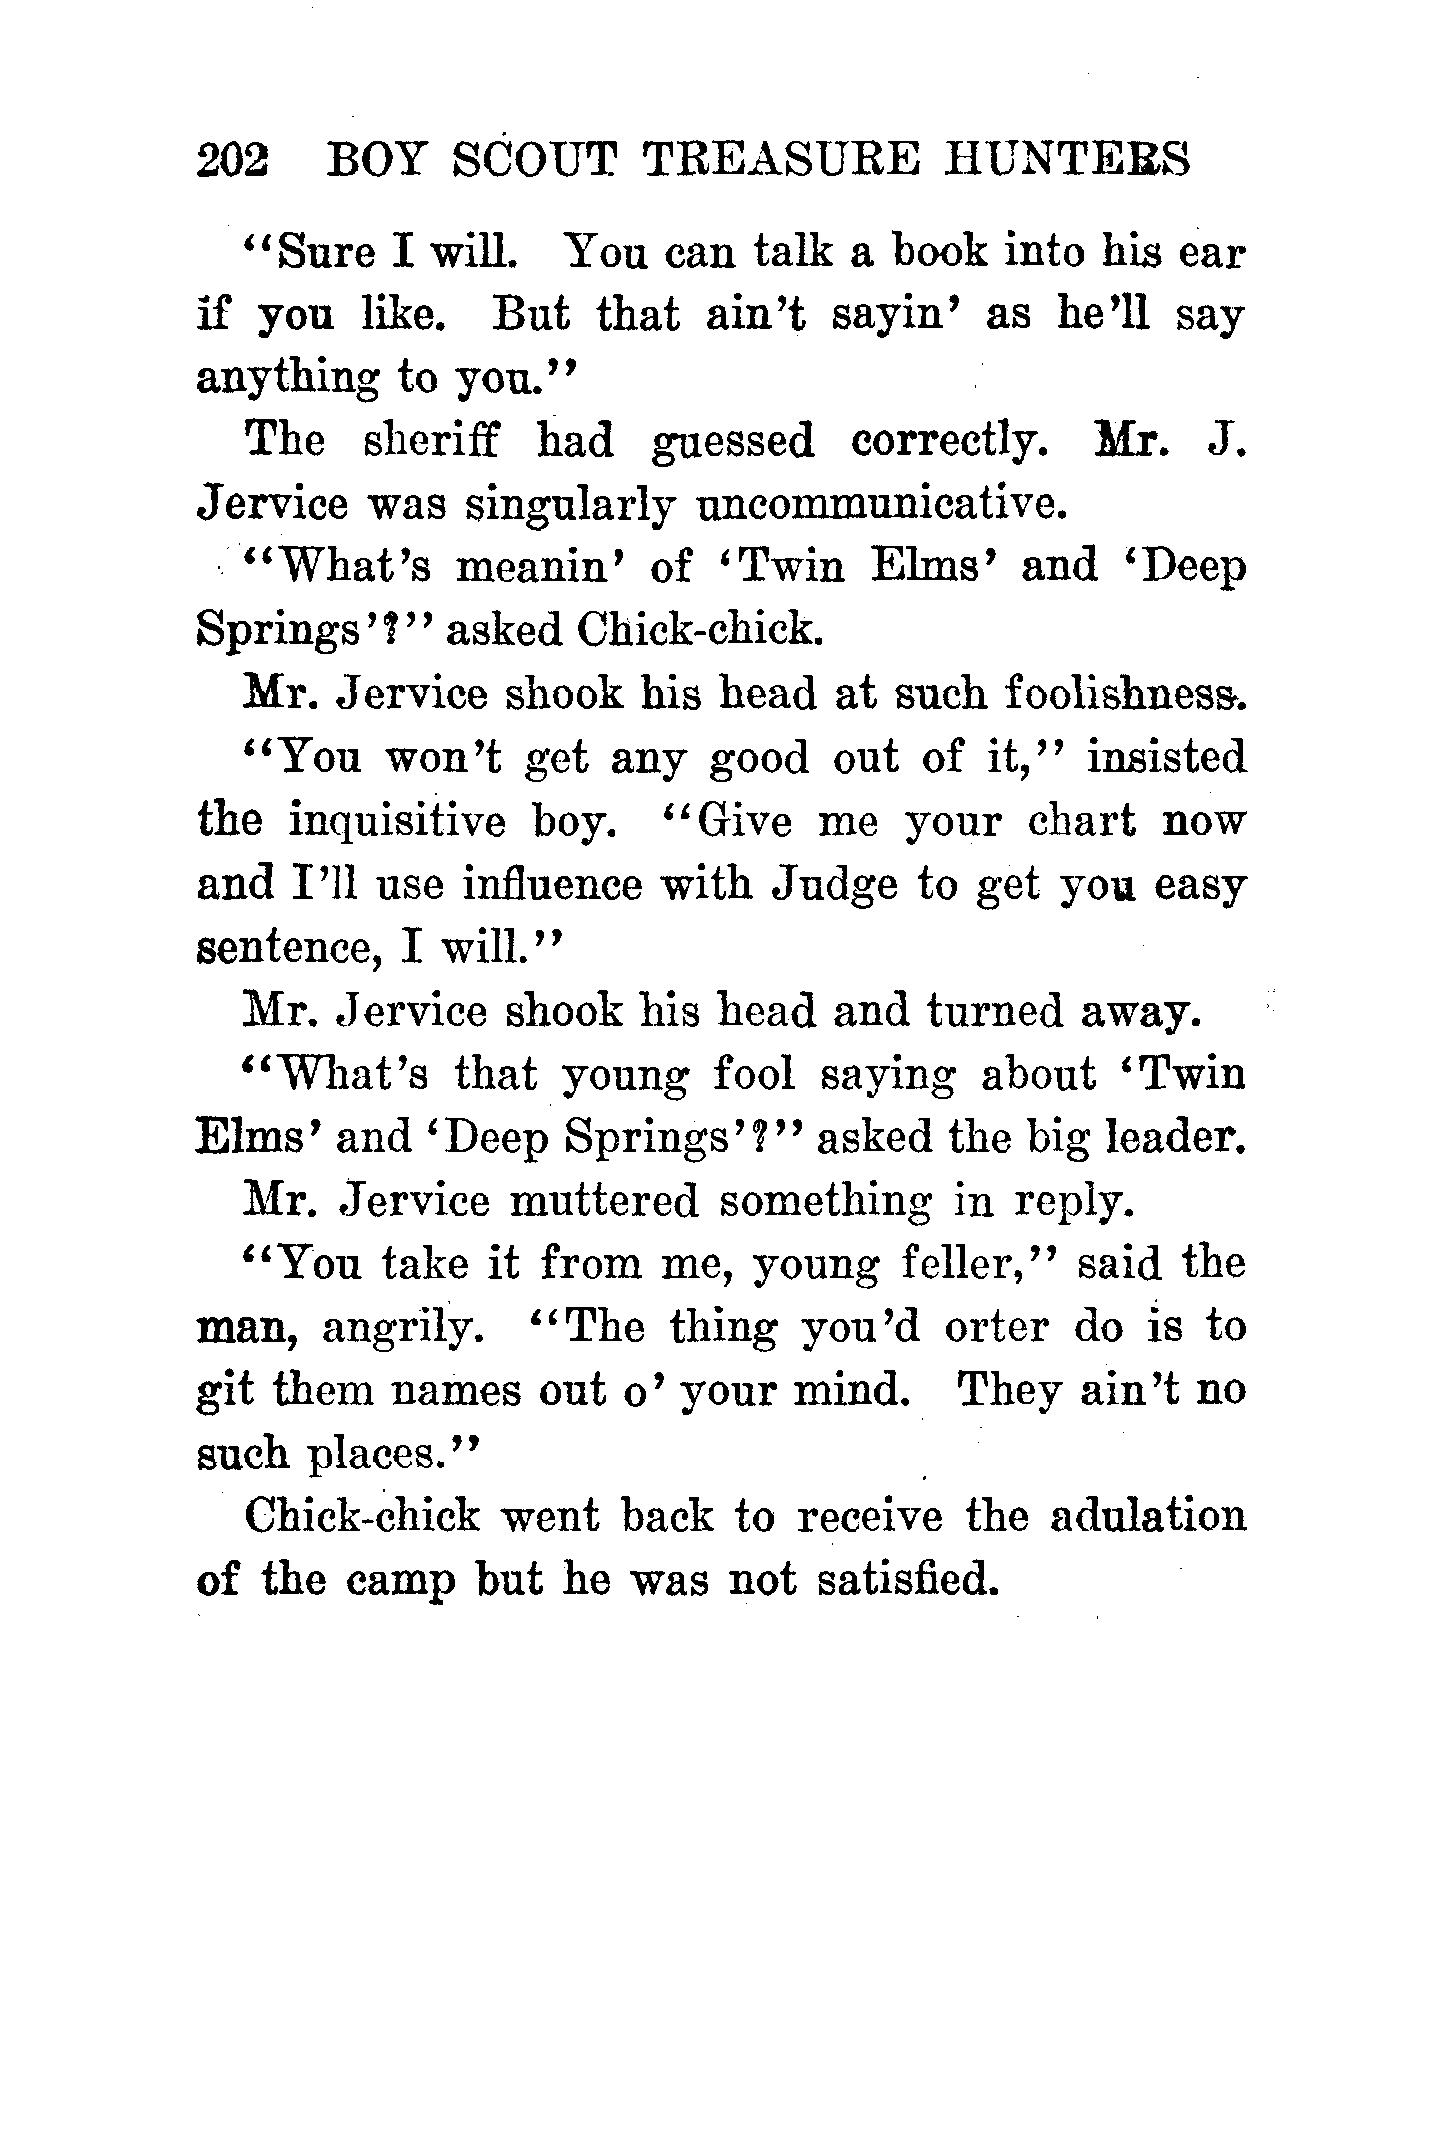 202 BOY SCOUT TREASURE HUNTERS
"Sure I will. You can talk a book into his ear
if you like. But that ain't sayin' as he'll say
anything to you."
The sheriff had guessed correctly. Mr. J.
Jervice was singularly uncommunicative.
"What's meanin' of 'Twin Elms' and 'Deep
Springs'?" asked Chick-chick.
Mr. Jervice shook his head at such foolishness.
"You won't get any good out of it," insisted
the inquisitive boy. "Give me your chart now
and I'll use influence with Judge to get you easy
sentence, I will."
Mr. Jervice shook his head and turned away.
"What's that young fool saying about 'Twin
Elms' and 'Deep Springs'?" asked the big leader.
Mr. Jervice muttered something in reply.
"You take it from me, young feller," said the
man, angrily. "The thing you'd orter do is to
git them names out o' your mind. They ain't no
such places."
Chick-chick went back to receive the adulation
of the camp but he was not satisfied.